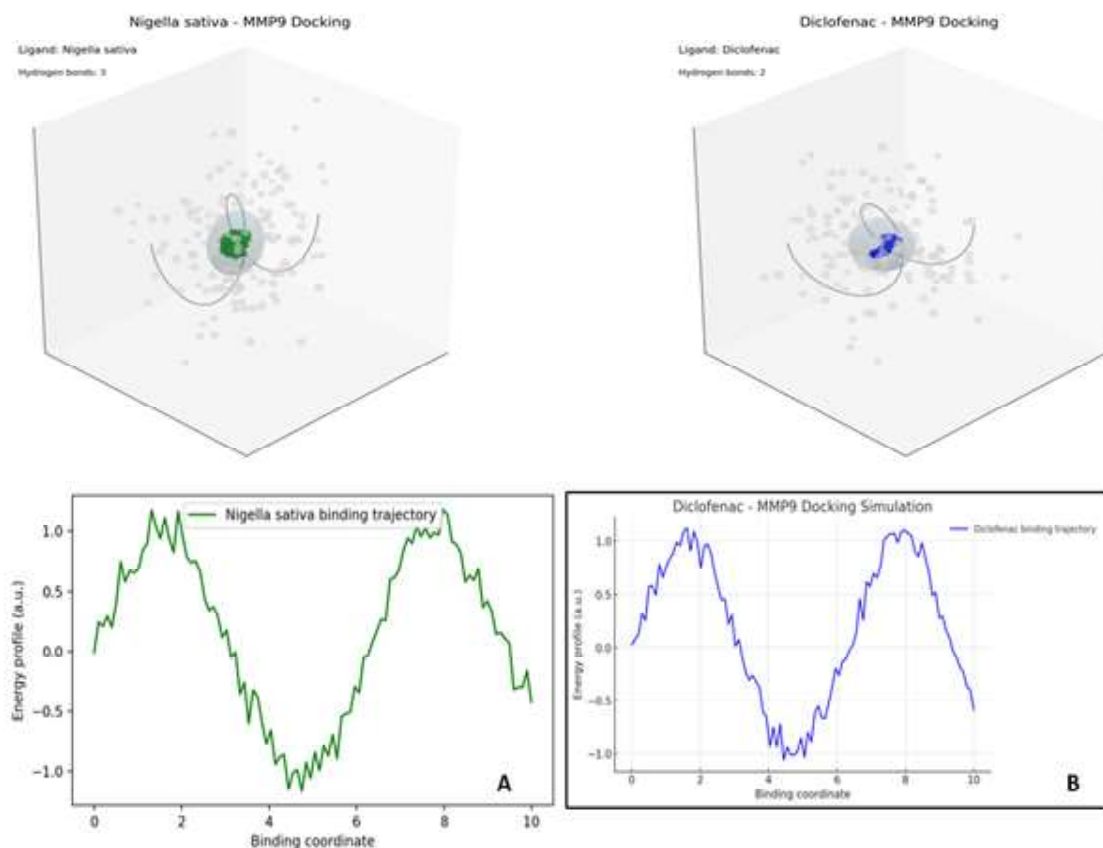 Nigella sativa - MMP9 Docking
Ligand: Nigella sativa
Hydrogen bonds: 3
Diclofenac - MMP9 Docking
Ligand: Diclofenac
Hydrogen bonds: 2
Nigella sativa binding trajectory
Energy profile (a.u.)
1.0
0.5
0.0
−0.5
−1.0
0 2 4 6 8 10
Binding coordinate
A
Diclofenac - MMP9 Docking Simulation
Diclofenac binding trajectory
Energy profile (a.u.)
1.0
0.5
0.0
−0.5
−1.0
0 2 4 6 8 10
Binding coordinate
B